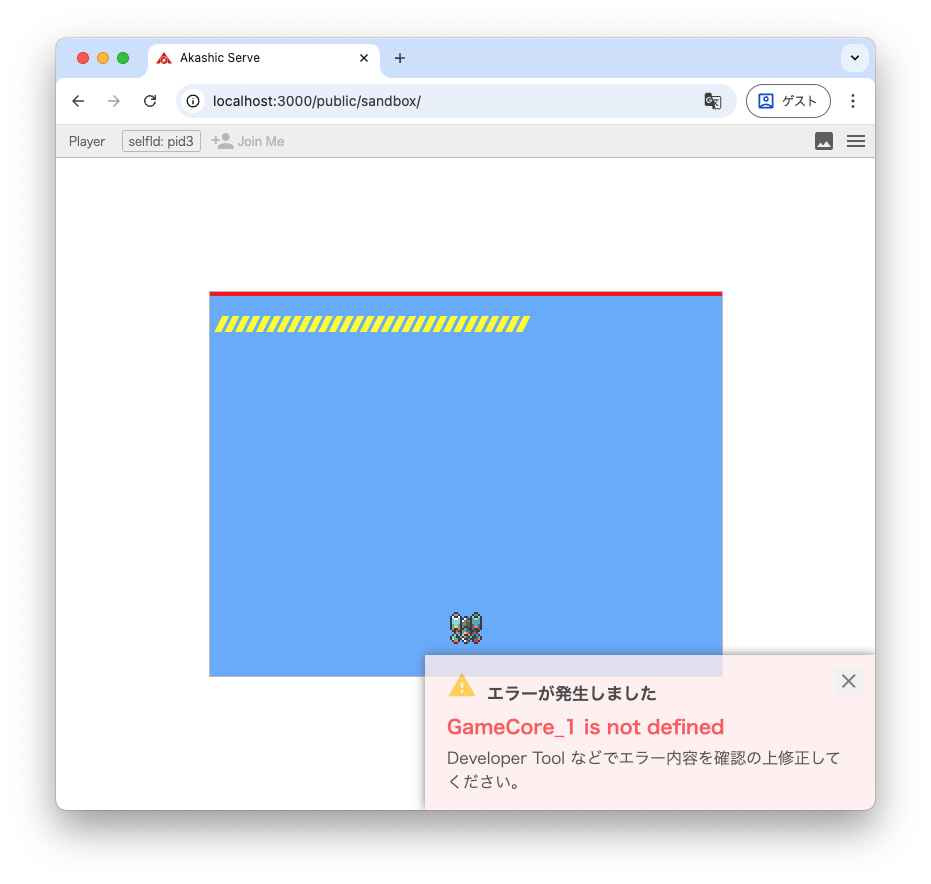 Akashic Serve
localhost:3000/public/sandbox/
ゲスト
Player
selfId: pid3
Join Me
エラーが発生しました
GameCore_1 is not defined
Developer Tool などでエラー内容を確認の上修正して
ください。